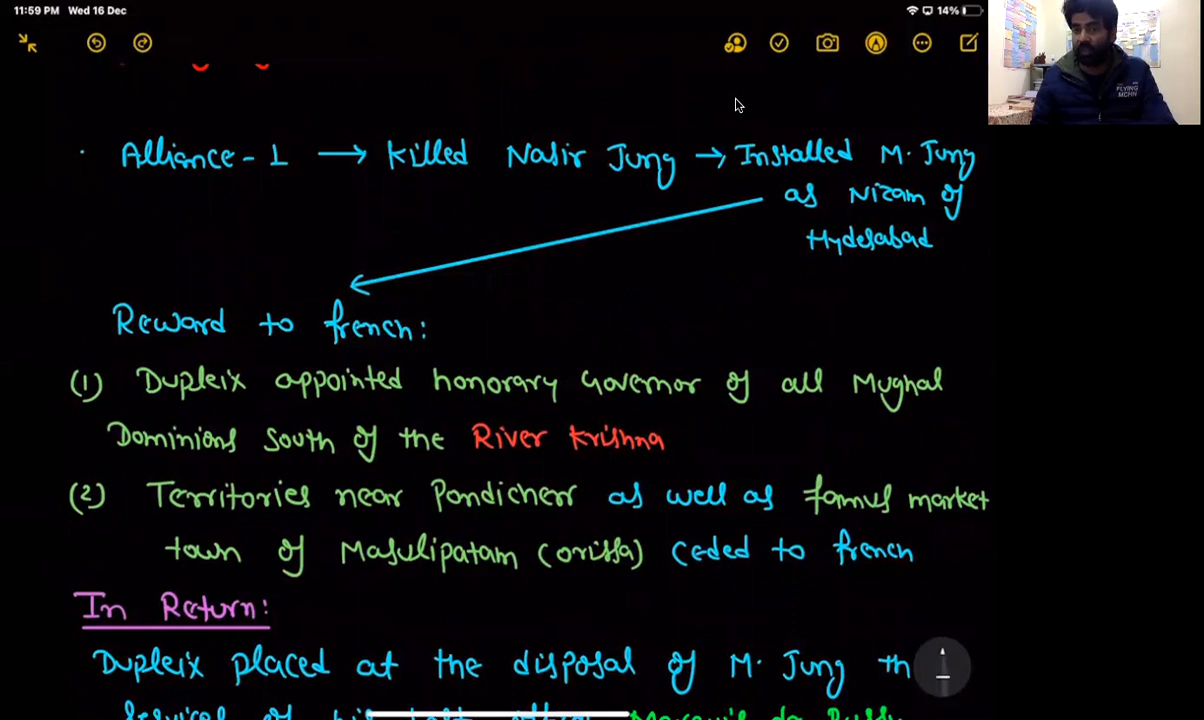 11:59 PM Wed 16 Dec
14%
FLYING
MCHN
· Alliance-1 → Killed Nasir Jung → Installed M. Jung
as Nizam of
Hyderabad
Reward to french:
(1) Dupleix appointed honorary Governor of all Mughal
Dominions South of the River Krishna
(2) Territories near Pondicherr as well as famus market
town of Masulipatam (orissa) Ceded to french
In Return:
Dupleix placed at the disposal of M. Jung th